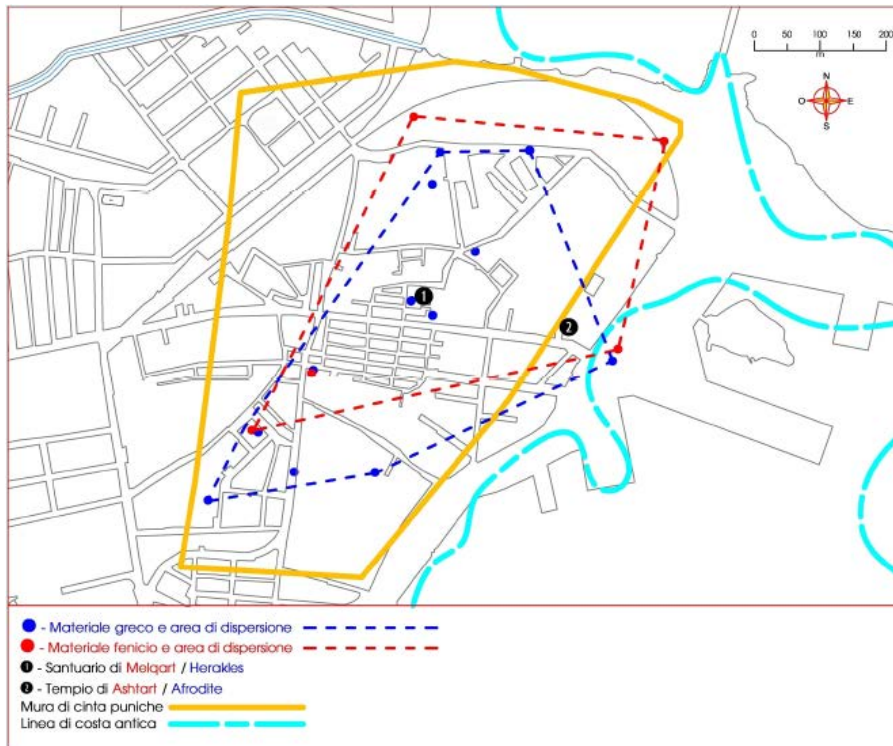 0 50 100 150 200
m
N
O E
S
1
2
- Materiale greco e area di dispersione
- Materiale fenicio e area di dispersione
1 - Santuario di Melqart / Herakles
2 - Tempio di Ashtart / Afrodite
Mura di cinta puniche
Linea di costa antica